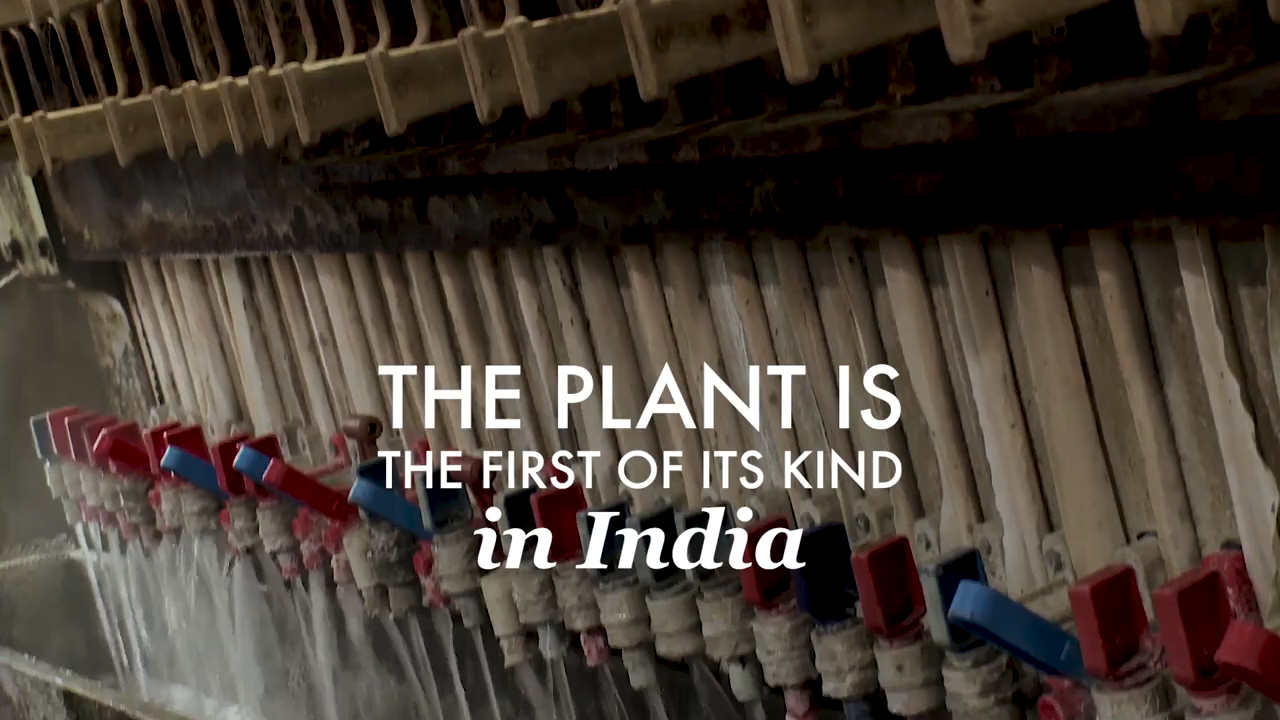 THE PLANT IS
THE FIRST OF ITS KIND
in India